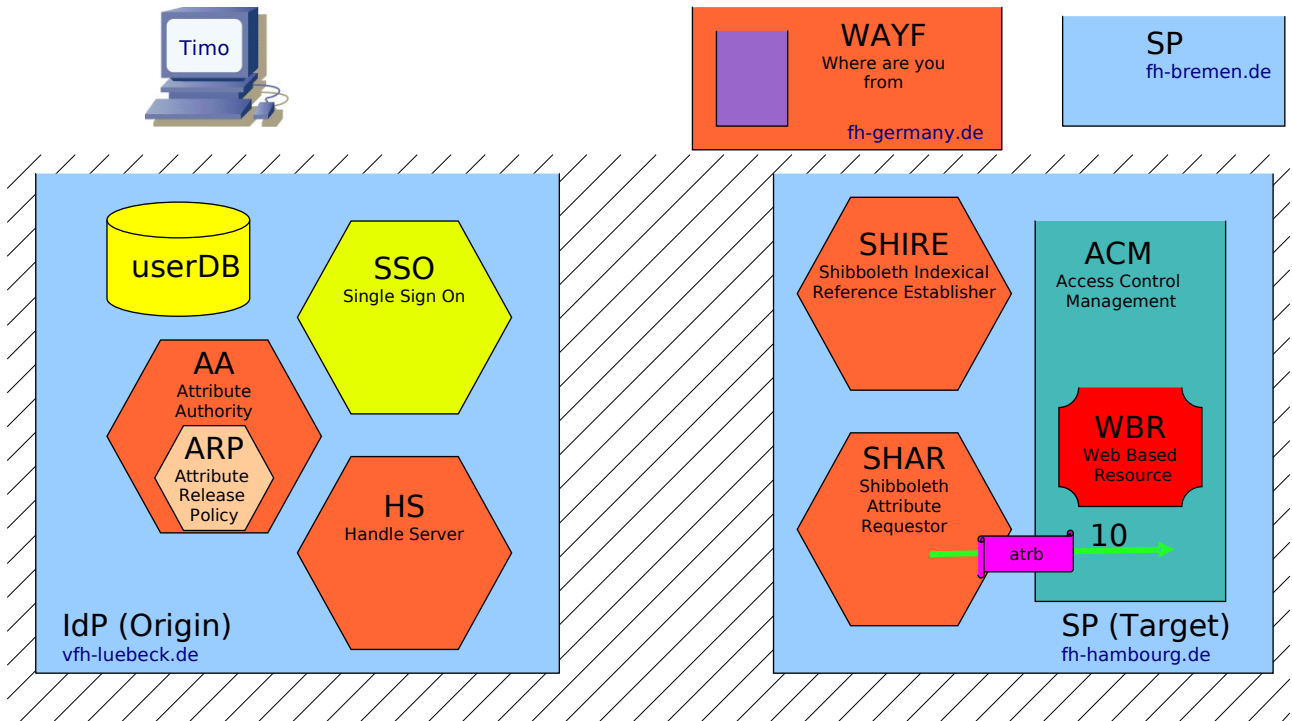 Timo
WAYF
Where are you
from
fh-germany.de
SP
fh-bremen.de
userDB
SSO
Single Sign On
AA
Attribute
Authority
ARP
Attribute
Release
Policy
HS
Handle Server
IdP (Origin)
vfh-luebeck.de
SHIRE
Shibboleth Indexical
Reference Establisher
ACM
Access Control
Management
WBR
Web Based
Resource
SHAR
Shibboleth
Attribute
Requestor
atrb
10
SP (Target)
fh-hambourg.de